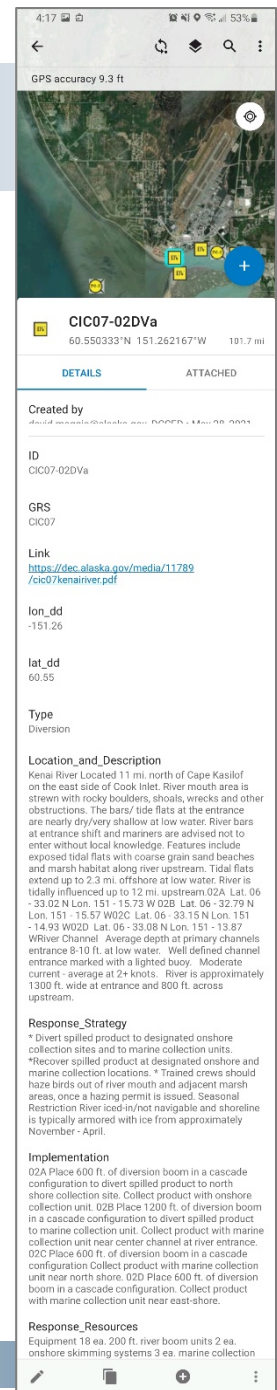 4:17
53%
GPS accuracy 9.3 ft
CIC07-02DVa
60.550333°N 151.262167°W 101.7 mi
DETAILS ATTACHED
Created by
ID
CIC07-02DVa
GRS
CIC07
Link
https://dec.alaska.gov/media/11789
/cic07kenairiver.pdf
lon_dd
-151.26
lat_dd
60.55
Type
Diversion
Location_and_Description
Kenai River Located 11 mi. north of Cape Kasilof
on the east side of Cook Inlet. River mouth area is
strewn with rocky boulders, shoals, wrecks and other
obstructions. The bars/ tide flats at the entrance
are nearly dry/very shallow at low water. River bars
at entrance shift and mariners are advised not to
enter without local knowledge. Features include
exposed tidal flats with coarse grain sand beaches
and marsh habitat along river upstream. Tidal flats
extend up to 2.3 mi. offshore at low water. River is
tidally influenced up to 12 mi. upstream.02A Lat. 06
- 33.02 N Lon. 151 - 15.73 W 02B Lat. 06 - 32.79 N
Lon. 151 - 15.57 W02C Lat. 06 - 33.15 N Lon. 151
- 14.93 W02D Lat. 06 - 33.08 N Lon. 151 - 13.87
WRiver Channel Average depth at primary channels
entrance 8-10 ft. at low water. Well defined channel
entrance marked with a lighted buoy. Moderate
current - average at 2+ knots. River is approximately
1300 ft. wide at entrance and 800 ft. across
upstream.
Response_Strategy
* Divert spilled product to designated onshore
collection sites and to marine collection units.
*Recover spilled product at designated onshore and
marine collection locations. * Trained crews should
haze birds out of river mouth and adjacent marsh
areas, once a hazing permit is issued. Seasonal
Restriction River iced-in/not navigable and shoreline
is typically armored with ice from approximately
November - April.
Implementation
02A Place 600 ft. of diversion boom in a cascade
configuration to divert spilled product to north
shore collection site. Collect product with onshore
collection unit. 02B Place 1200 ft. of diversion boom
in a cascade configuration to divert spilled product
to marine collection unit. Collect product with marine
collection unit near center channel at river entrance.
02C Place 600 ft. of diversion boom in a cascade
configuration Collect product with marine collection
unit near north shore. 02D Place 600 ft. of diversion
boom in a cascade configuration. Collect product
with marine collection unit near east-shore.
Response_Resources
Equipment 18 ea. 200 ft. river boom units 2 ea.
onshore skimming systems 3 ea. marine collection